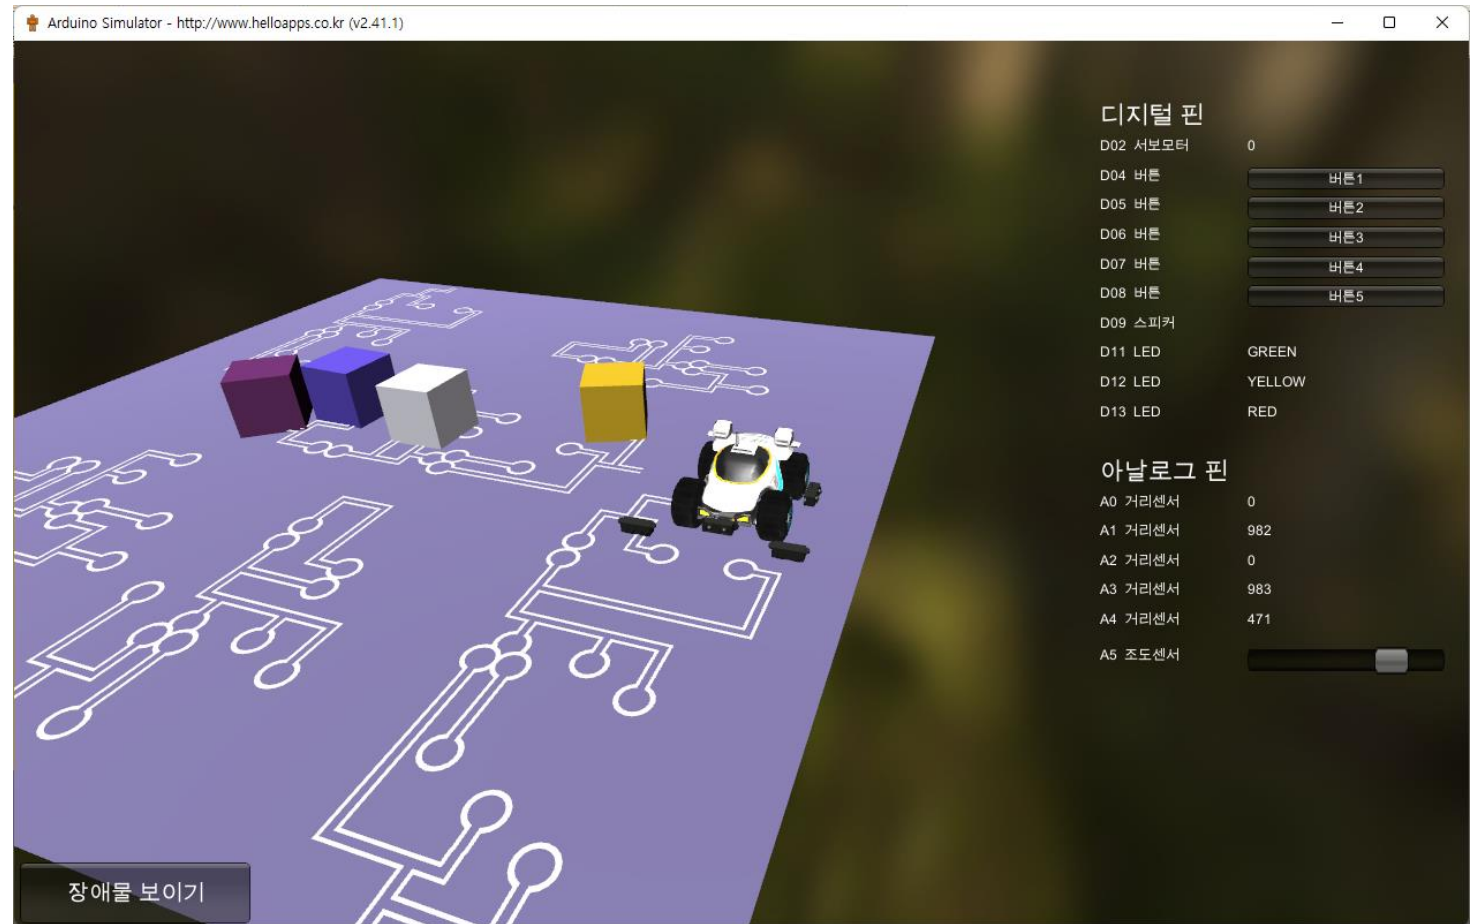 Arduino Simulator - http://www.helloapps.co.kr (v2.41.1)
디지털 핀
D02 서보모터 0
D04 버튼 버튼1
D05 버튼 버튼2
D06 버튼 버튼3
D07 버튼 버튼4
D08 버튼 버튼5
D09 스피커
D11 LED GREEN
D12 LED YELLOW
D13 LED RED
아날로그 핀
A0 거리센서 0
A1 거리센서 982
A2 거리센서 0
A3 거리센서 983
A4 거리센서 471
A5 조도센서
장애물 보이기